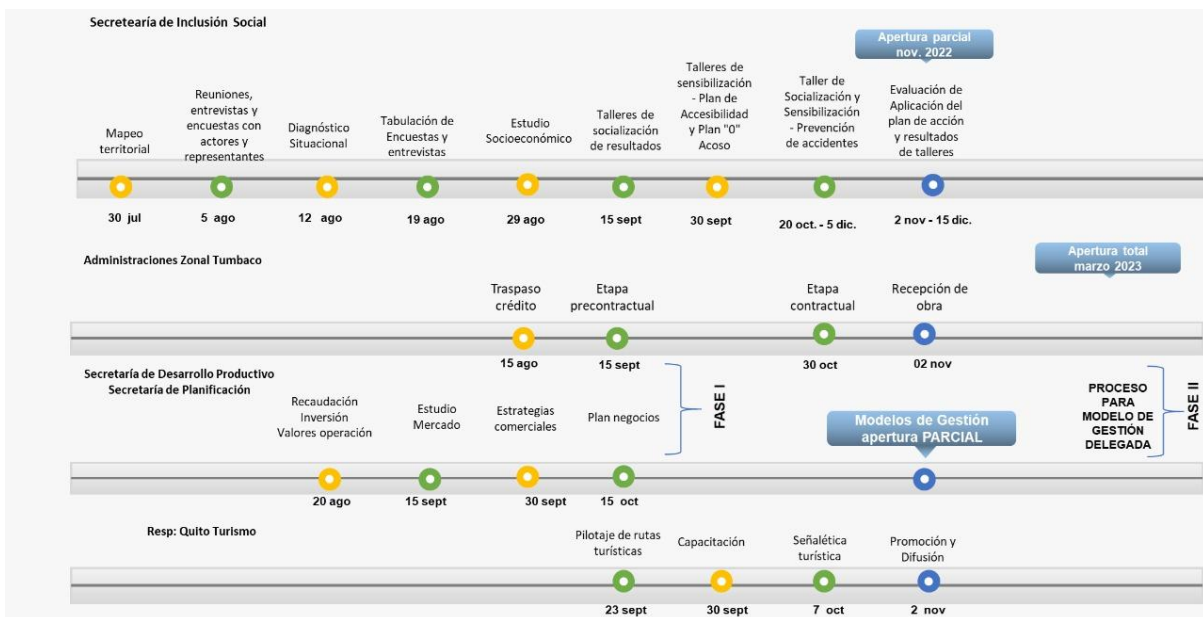 Secretearía de Inclusión Social
Apertura parcial
nov. 2022
Mapeo
territorial
Reuniones,
entrevistas y
encuestas con
actores y
representantes
Diagnóstico
Situacional
Tabulación de
Encuestas y
entrevistas
Estudio
Socioeconómico
Talleres de
socialización
de resultados
Talleres de
sensibilización
- Plan de
Accesibilidad
y Plan "0"
Acoso
Taller de
Socialización y
Sensibilización
- Prevención
de accidentes
Evaluación de
Aplicación del
plan de acción
y resultados
de talleres
30 jul
5 ago
12 ago
19 ago
29 ago
15 sept
30 sept
20 oct. - 5 dic.
2 nov - 15 dic.
Administraciones Zonal Tumbaco
Apertura total
marzo 2023
Traspaso
crédito
Etapa
precontractual
Etapa
contractual
Recepción de
obra
15 ago
15 sept
30 oct
02 nov
Secretaría de Desarrollo Productivo
Secretaría de Planificación
Recaudación
Inversión
Valores operación
Estudio
Mercado
Estrategias
comerciales
Plan negocios
FASE I
Modelos de Gestión
apertura PARCIAL
PROCESO
PARA
MODELO DE
GESTIÓN
DELEGADA
FASE II
20 ago
15 sept
30 sept
15 oct
Resp: Quito Turismo
Pilotaje de rutas
turísticas
Capacitación
Señalética
turística
Promoción y
Difusión
23 sept
30 sept
7 oct
2 nov